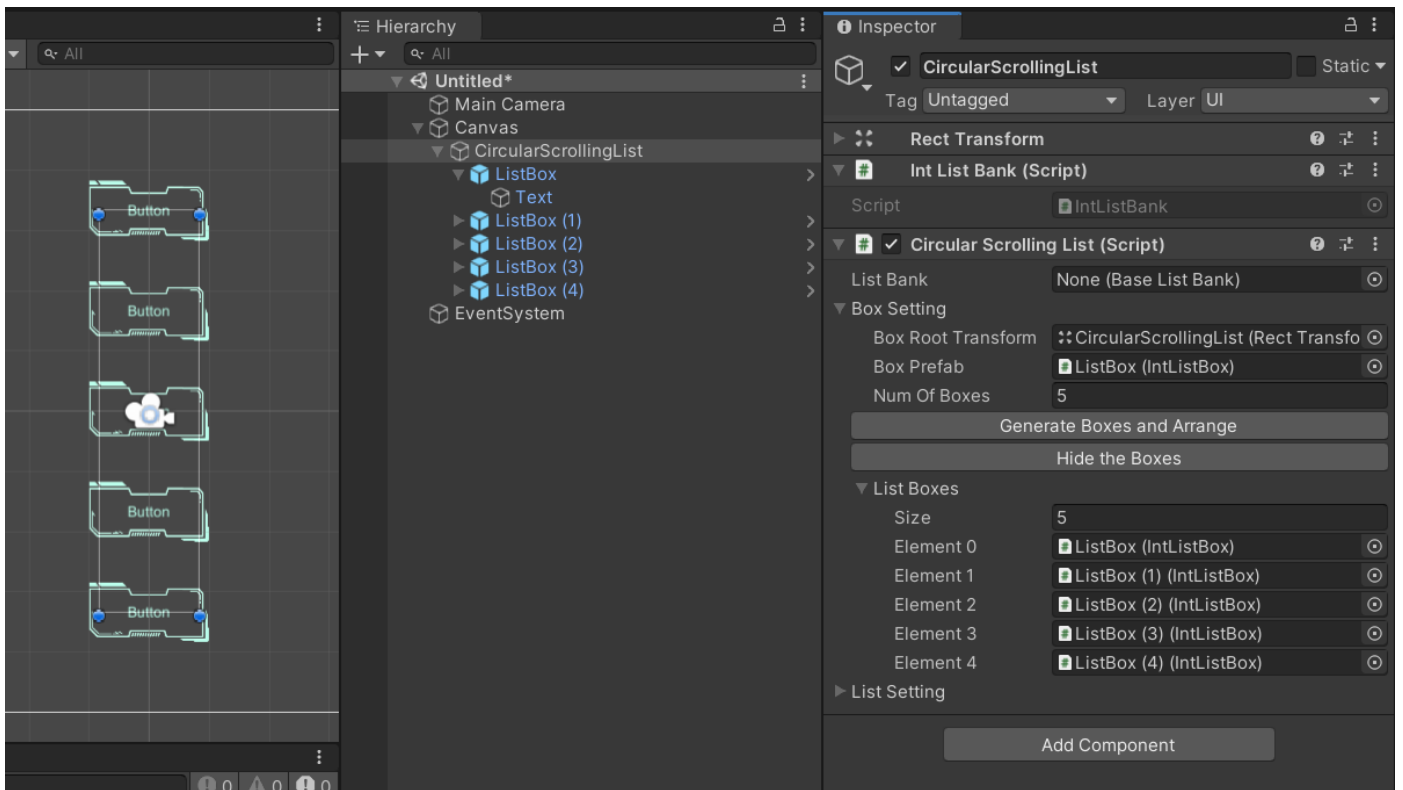 All
Button
Button
Button
Button
0 0 0
Hierarchy
All
Untitled*
Main Camera
Canvas
CircularScrollingList
ListBox
Text
ListBox (1)
ListBox (2)
ListBox (3)
ListBox (4)
EventSystem
Inspector
CircularScrollingList Static
Tag Untagged Layer UI
Rect Transform
Int List Bank (Script)
Script IntListBank
Circular Scrolling List (Script)
List Bank None (Base List Bank)
Box Setting
Box Root Transform CircularScrollingList (Rect Transfo
Box Prefab ListBox (IntListBox)
Num Of Boxes 5
Generate Boxes and Arrange
Hide the Boxes
List Boxes
Size 5
Element 0 ListBox (IntListBox)
Element 1 ListBox (1) (IntListBox)
Element 2 ListBox (2) (IntListBox)
Element 3 ListBox (3) (IntListBox)
Element 4 ListBox (4) (IntListBox)
List Setting
Add Component